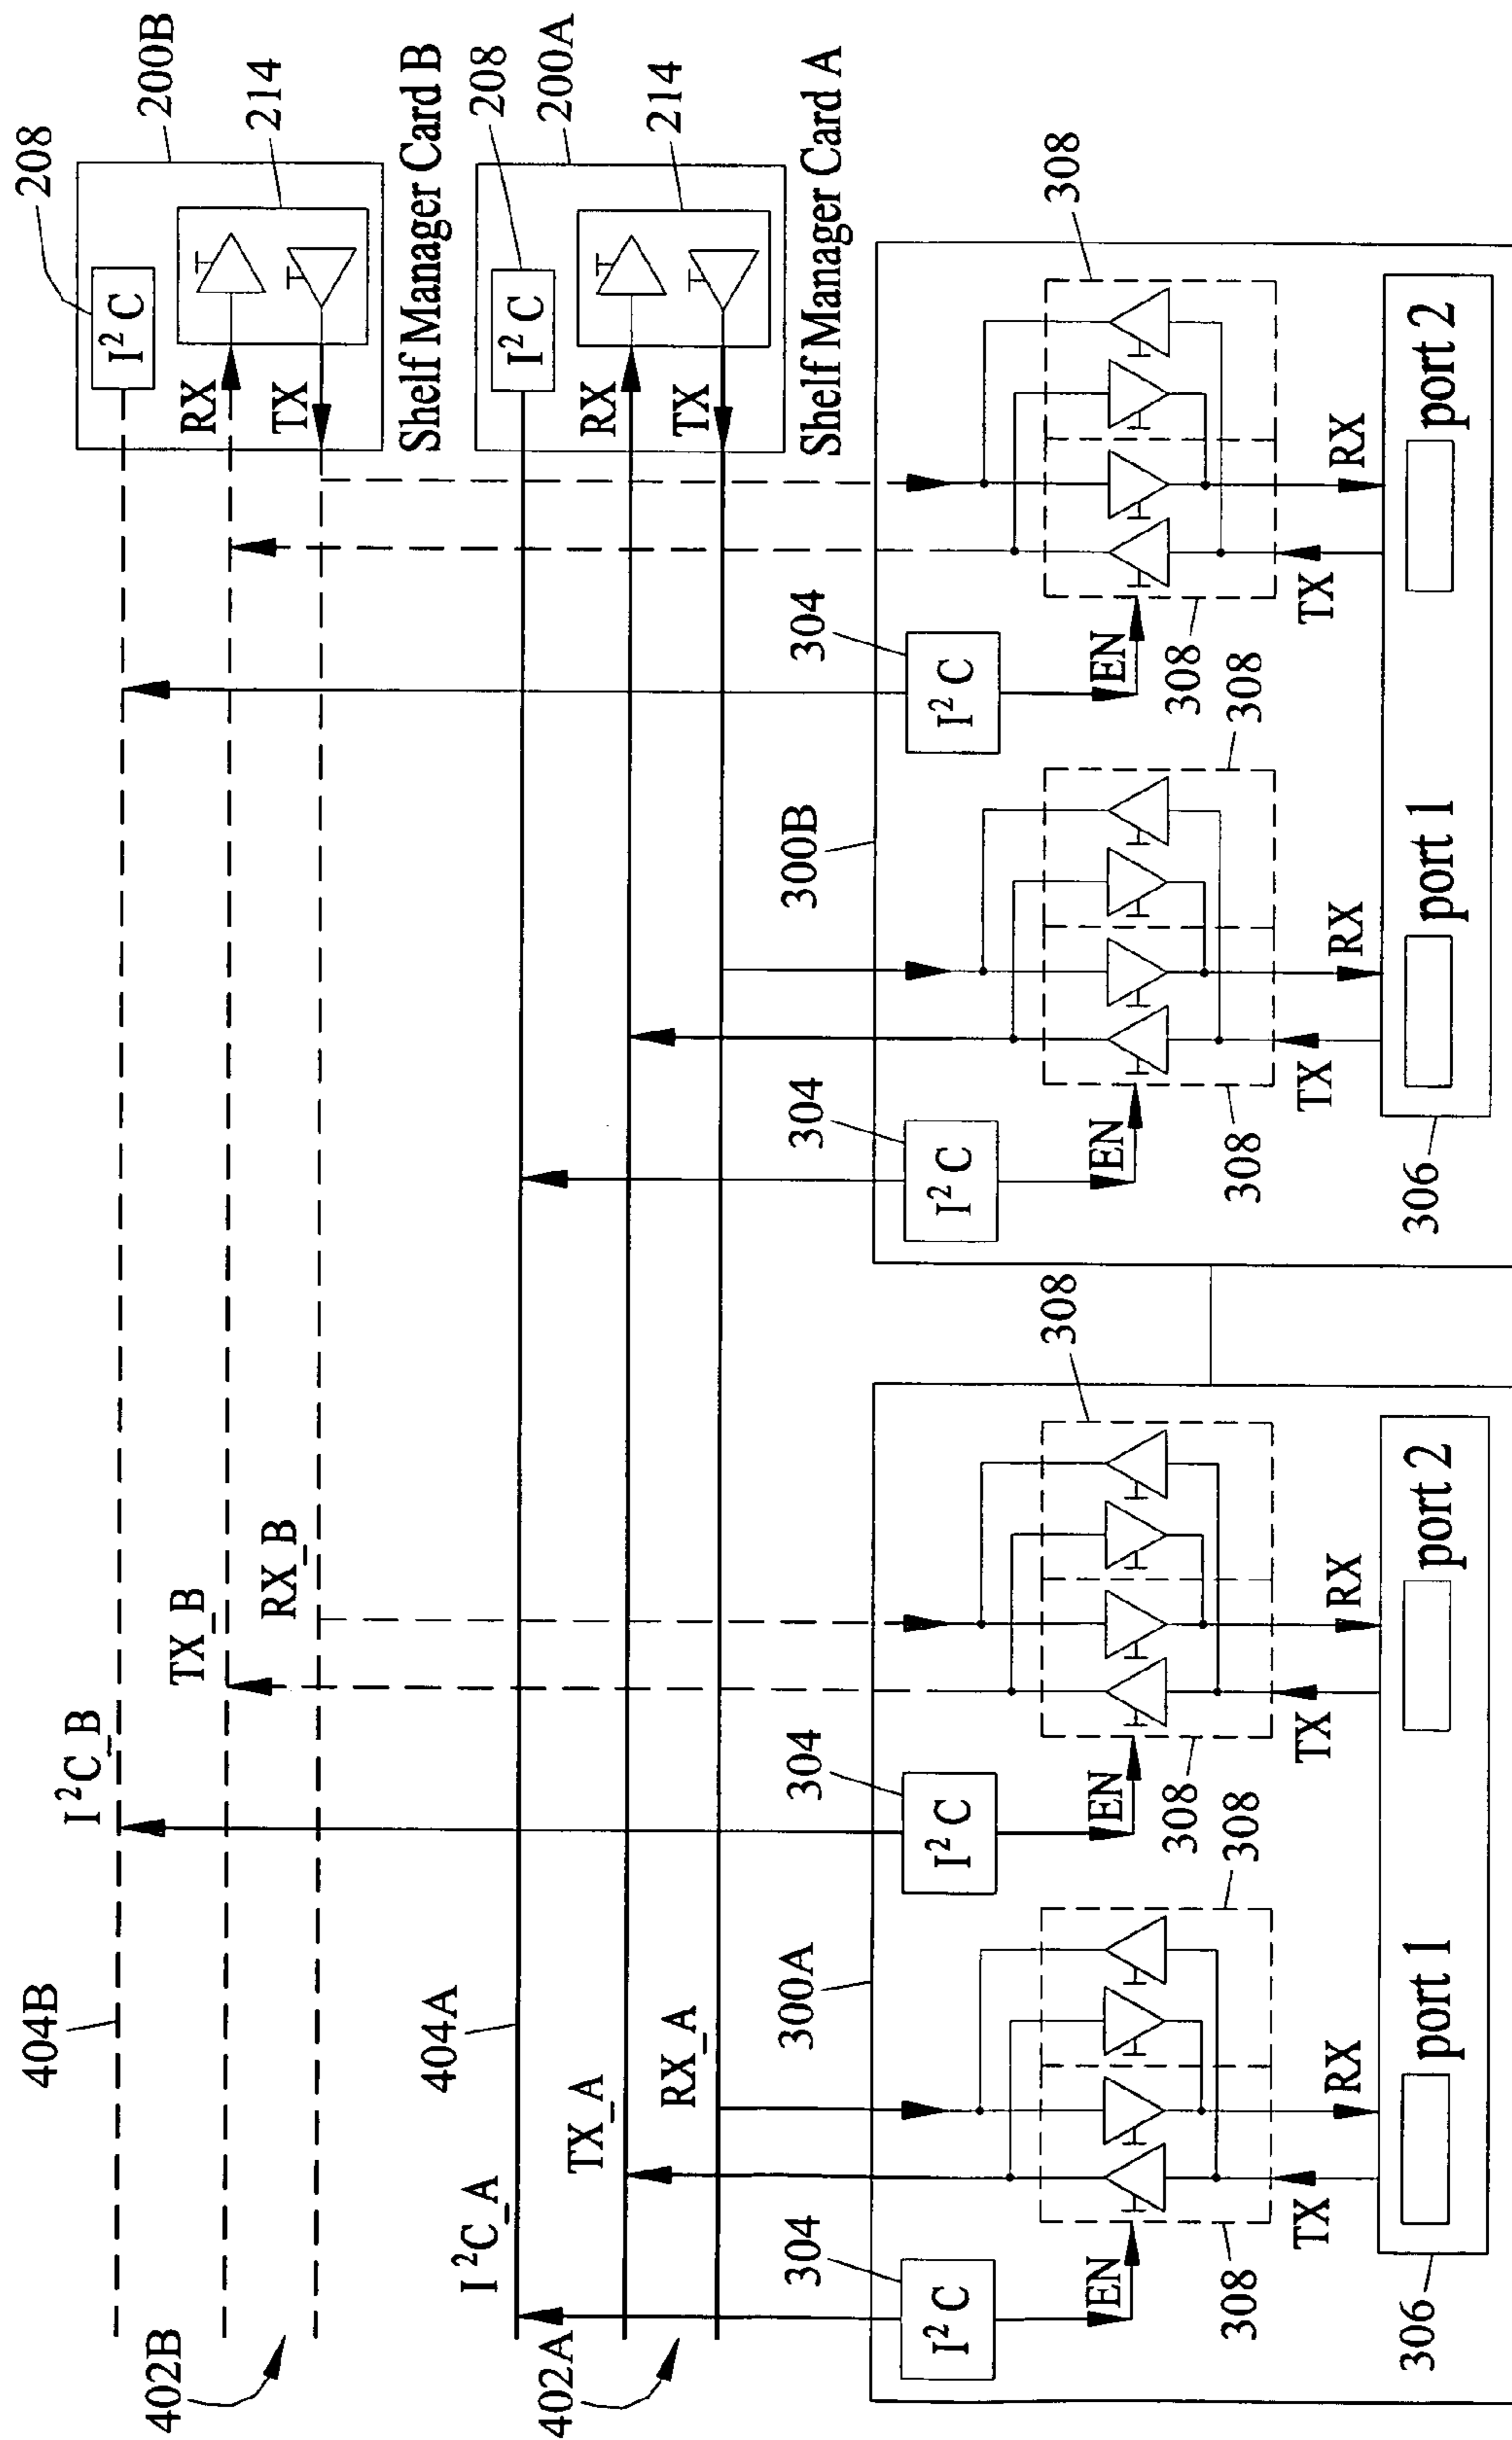 208
404B
I²C_B
I²C
200B
402B
TX_B
RX
214
RX_B
TX
Shelf Manager Card B
404A
I²C_A
208
I²C
200A
402A
TX_A
RX
214
RX_A
TX
Shelf Manager Card A
304
300A
304
304
300B
304
I²C
I²C
I²C
I²C
308
308
EN
EN
EN
EN
308
308
308
308
308
308
TX
RX
TX
RX
TX
RX
TX
RX
306
port 1
port 2
306
port 1
port 2